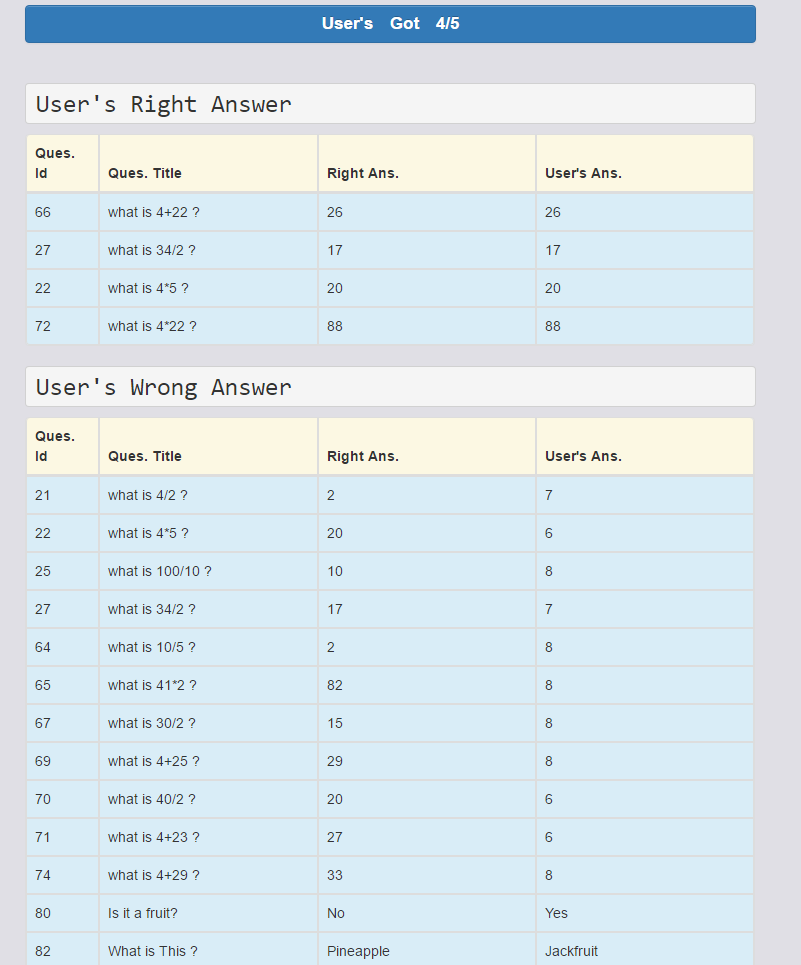 User's Got 4/5
User's Right Answer
Ques. Id Ques. Title Right Ans. User's Ans.
66 what is 4+22 ? 26 26
27 what is 34/2 ? 17 17
22 what is 4*5 ? 20 20
72 what is 4*22 ? 88 88
User's Wrong Answer
Ques. Id Ques. Title Right Ans. User's Ans.
21 what is 4/2 ? 2 7
22 what is 4*5 ? 20 6
25 what is 100/10 ? 10 8
27 what is 34/2 ? 17 7
64 what is 10/5 ? 2 8
65 what is 41*2 ? 82 8
67 what is 30/2 ? 15 8
69 what is 4+25 ? 29 8
70 what is 40/2 ? 20 6
71 what is 4+23 ? 27 6
74 what is 4+29 ? 33 8
80 Is it a fruit? No Yes
82 What is This ? Pineapple Jackfruit